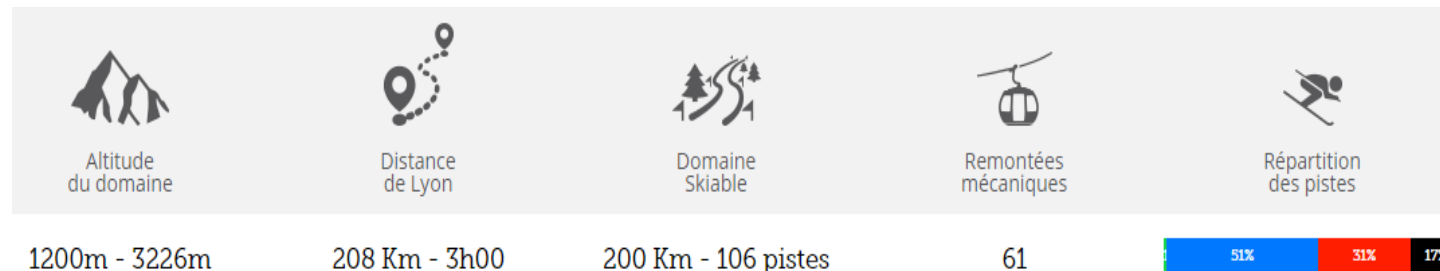 Altitude
du domaine
Distance
de Lyon
Domaine
Skiable
Remontées
mécaniques
Répartition
des pistes
1200m - 3226m
208 Km - 3h00
200 Km - 106 pistes
61
51%
31%